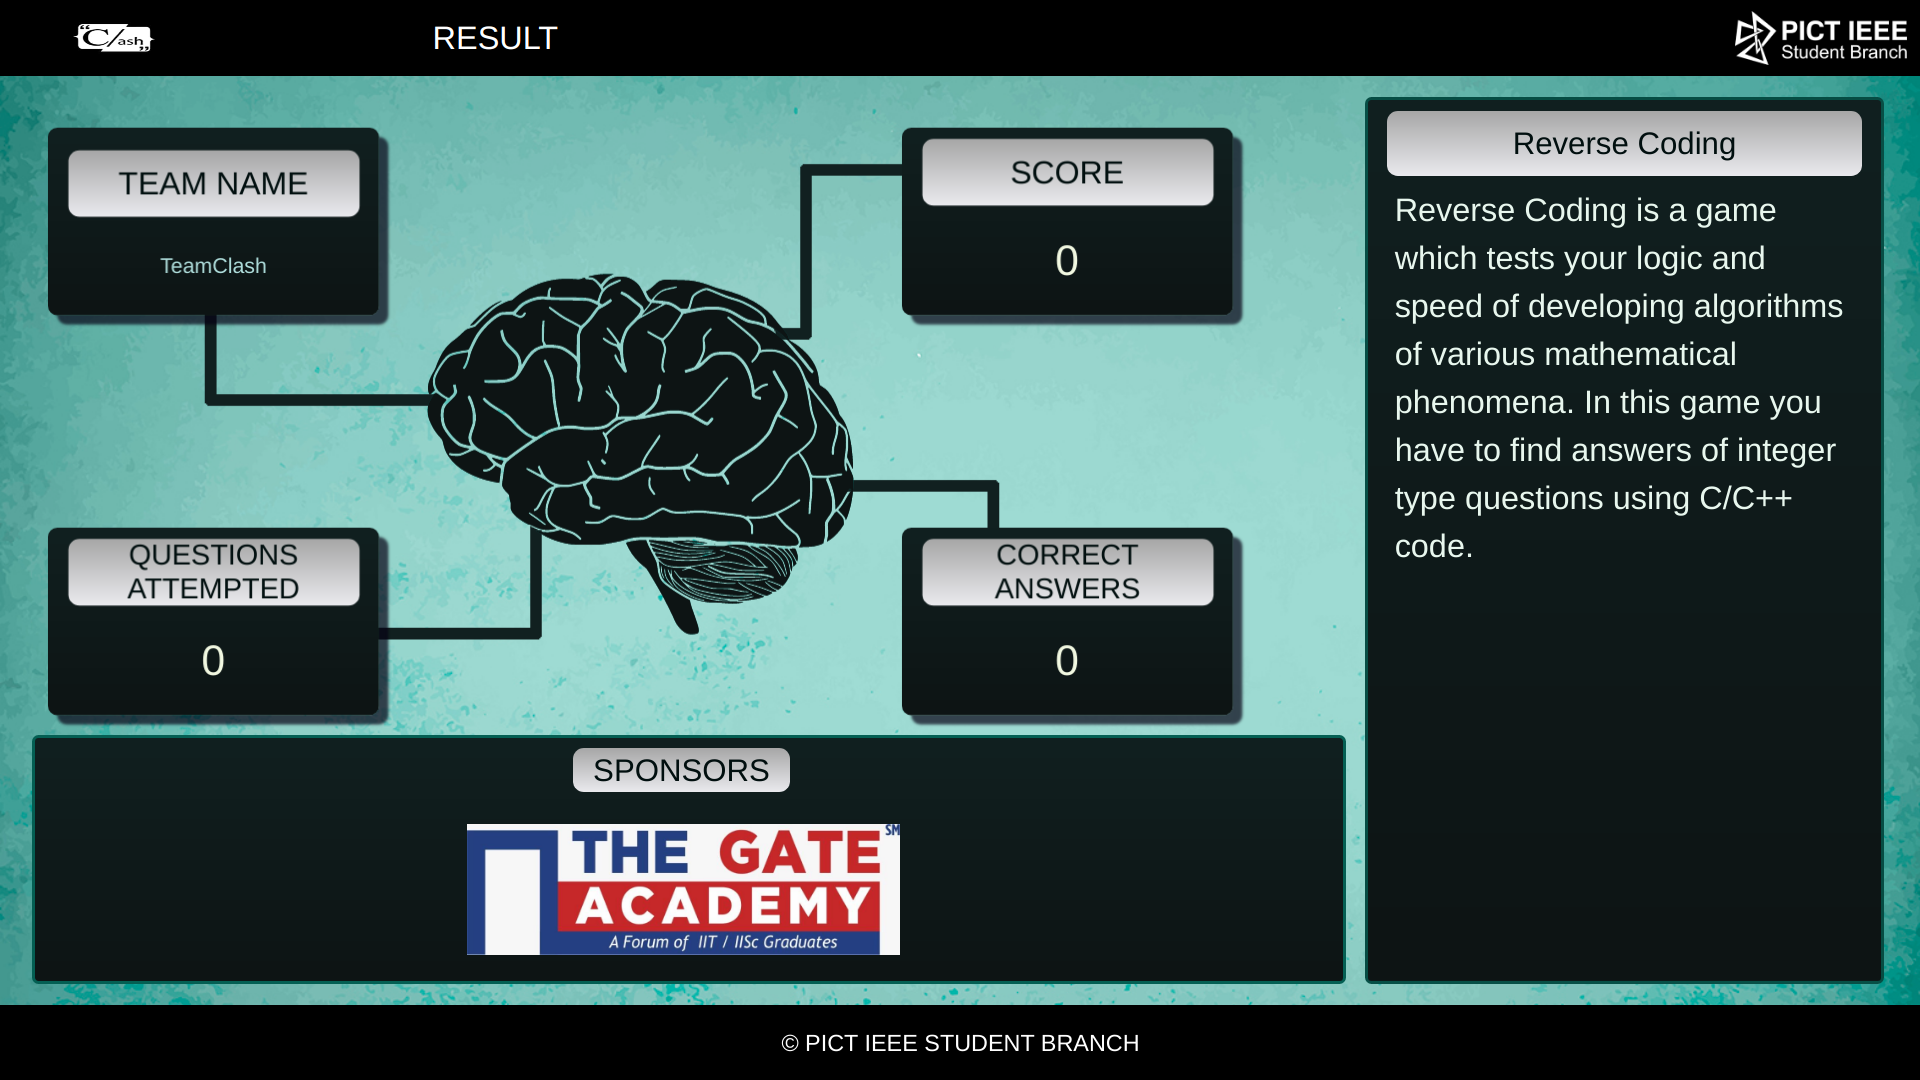 "C/ash"
RESULT
PICT IEEE
Student Branch
TEAM NAME
TeamClash
SCORE
0
QUESTIONS
ATTEMPTED
0
CORRECT
ANSWERS
0
Reverse Coding
Reverse Coding is a game
which tests your logic and
speed of developing algorithms
of various mathematical
phenomena. In this game you
have to find answers of integer
type questions using C/C++
code.
SPONSORS
THE GATE
SM
ACADEMY
A Forum of IIT / IISc Graduates
© PICT IEEE STUDENT BRANCH